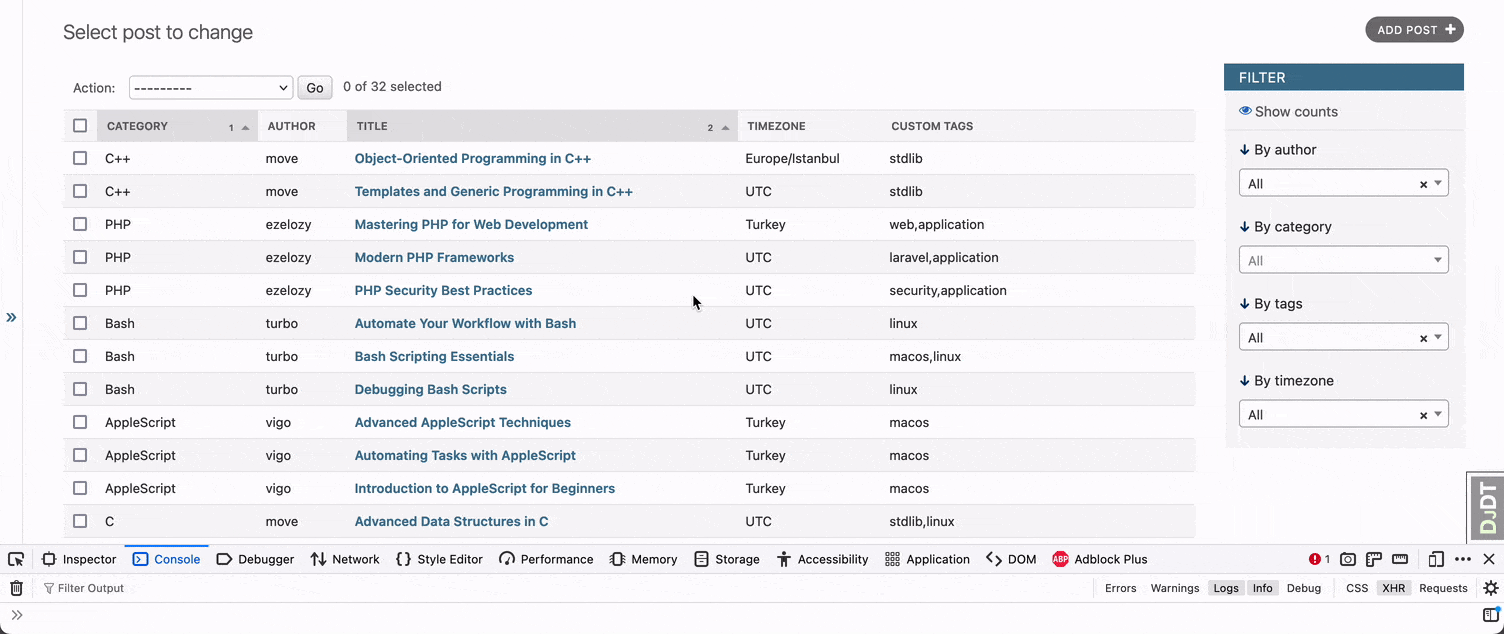 Select post to change
ADD POST +
Action: --------- Go 0 of 32 selected
CATEGORY 1 AUTHOR TITLE 2 TIMEZONE CUSTOM TAGS
C++ move Object-Oriented Programming in C++ Europe/Istanbul stdlib
C++ move Templates and Generic Programming in C++ UTC stdlib
PHP ezelozy Mastering PHP for Web Development Turkey web,application
PHP ezelozy Modern PHP Frameworks UTC laravel,application
PHP ezelozy PHP Security Best Practices UTC security,application
Bash turbo Automate Your Workflow with Bash UTC linux
Bash turbo Bash Scripting Essentials UTC macos,linux
Bash turbo Debugging Bash Scripts UTC linux
AppleScript vigo Advanced AppleScript Techniques Turkey macos
AppleScript vigo Automating Tasks with AppleScript Turkey macos
AppleScript vigo Introduction to AppleScript for Beginners Turkey macos
C move Advanced Data Structures in C UTC stdlib,linux
FILTER
Show counts
By author
All ×
By category
All
By tags
All ×
By timezone
All ×
DJDT
Inspector Console Debugger Network {} Style Editor Performance Memory Storage Accessibility Application DOM ABP Adblock Plus 1
Filter Output Errors Warnings Logs Info Debug CSS XHR Requests